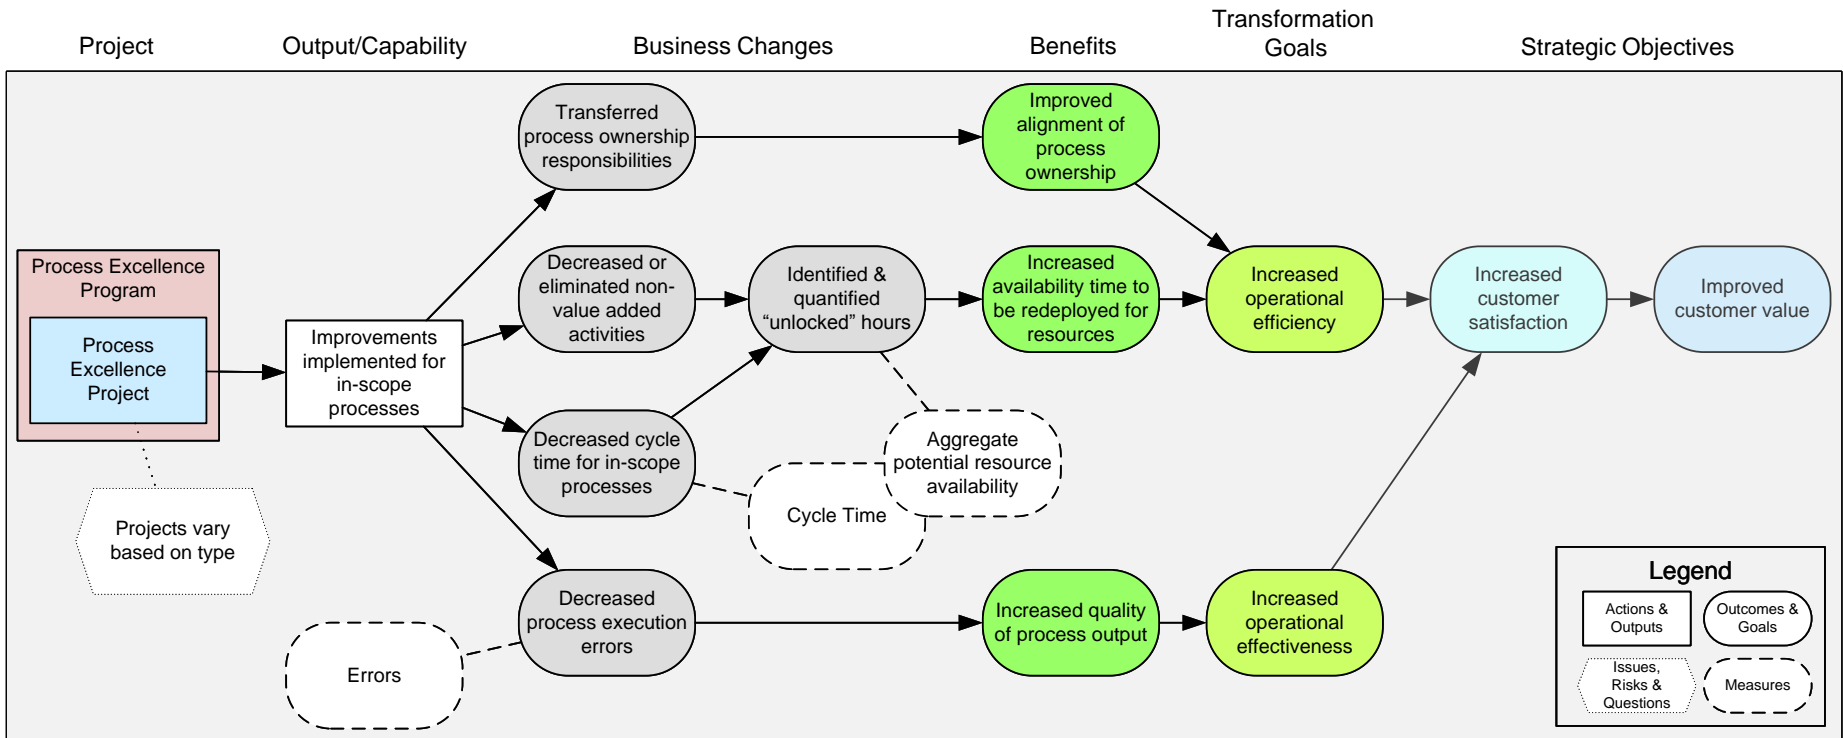 Project
Output/Capability
Business Changes
Benefits
Transformation
Goals
Strategic Objectives
Transferred
process ownership
responsibilities
Improved
alignment of
process
ownership
Process Excellence
Program
Process
Excellence
Project
Improvements
implemented for
in-scope
processes
Decreased or
eliminated non-
value added
activities
Identified &
quantified
“unlocked” hours
Increased
availability time to
be redeployed for
resources
Increased
operational
efficiency
Increased
customer
satisfaction
Improved
customer value
Decreased cycle
time for in-scope
processes
Cycle Time
Aggregate
potential resource
availability
Projects vary
based on type
Decreased
process execution
errors
Errors
Increased quality
of process output
Increased
operational
effectiveness
Legend
Actions &
Outputs
Outcomes &
Goals
Issues,
Risks &
Questions
Measures